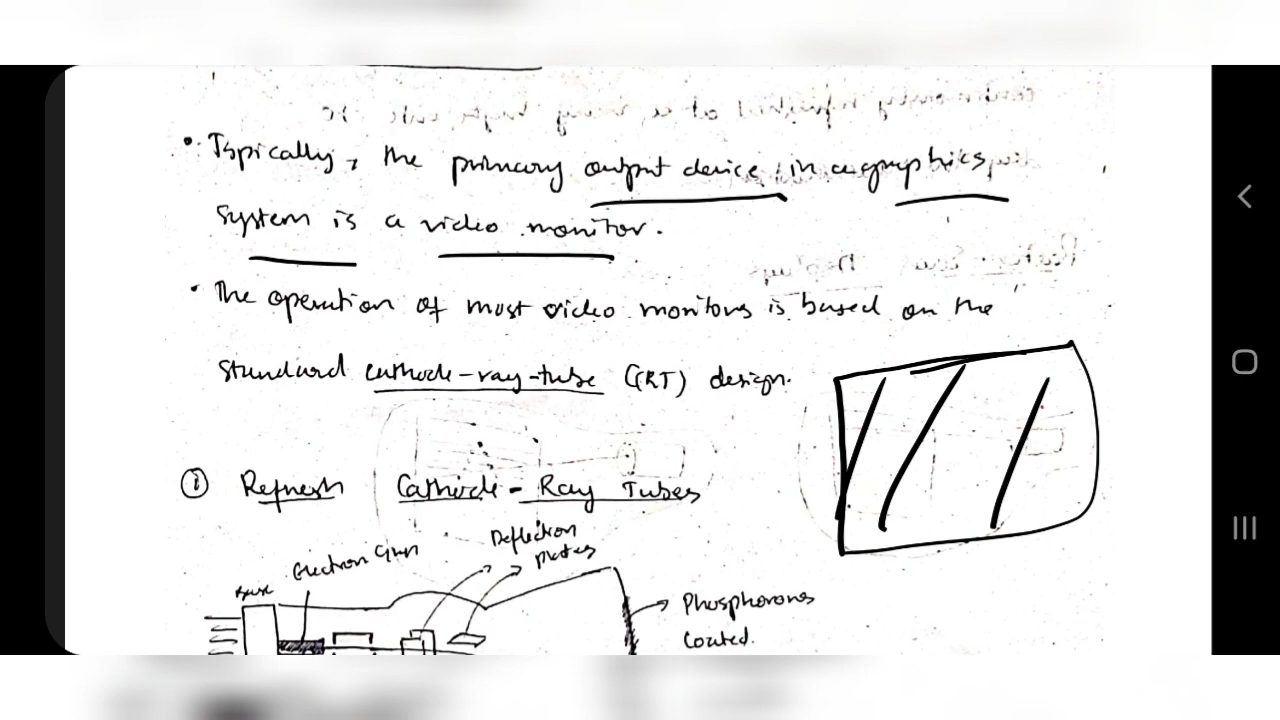 • Typically, the primary output device in a graphics
System is a video monitor.
• The operation of most video monitors is based on the
Standard cathode-ray-tube (CRT) design.
① Refresh Cathode-Ray Tubes
Electron Gun
Deflection
plates
Base
Phosphorous
Coated.